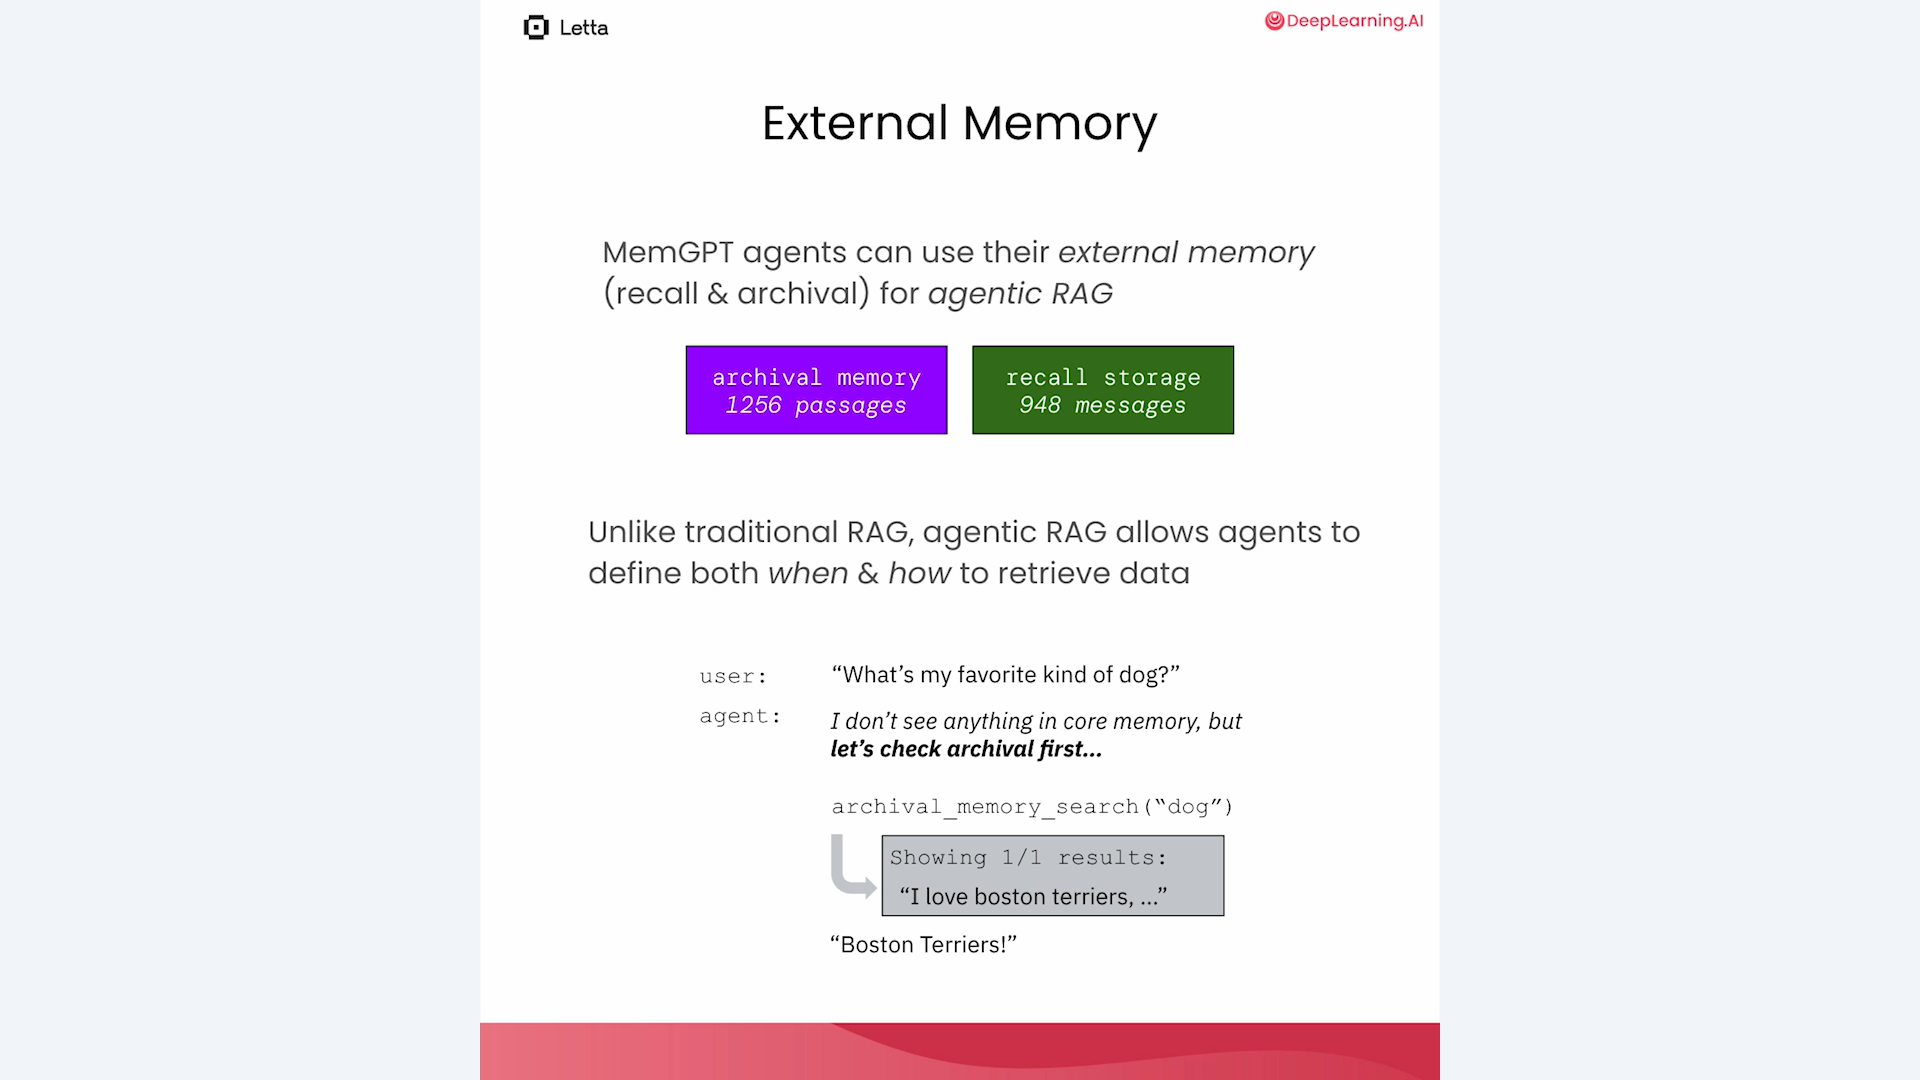 Letta
DeepLearning.AI
External Memory
MemGPT agents can use their external memory
(recall & archival) for agentic RAG
archival memory
1256 passages
recall storage
948 messages
Unlike traditional RAG, agentic RAG allows agents to
define both when & how to retrieve data
user: “What’s my favorite kind of dog?”
agent: I don’t see anything in core memory, but
let’s check archival first...
archival_memory_search(“dog”)
Showing 1/1 results:
“I love boston terriers, ...”
“Boston Terriers!”